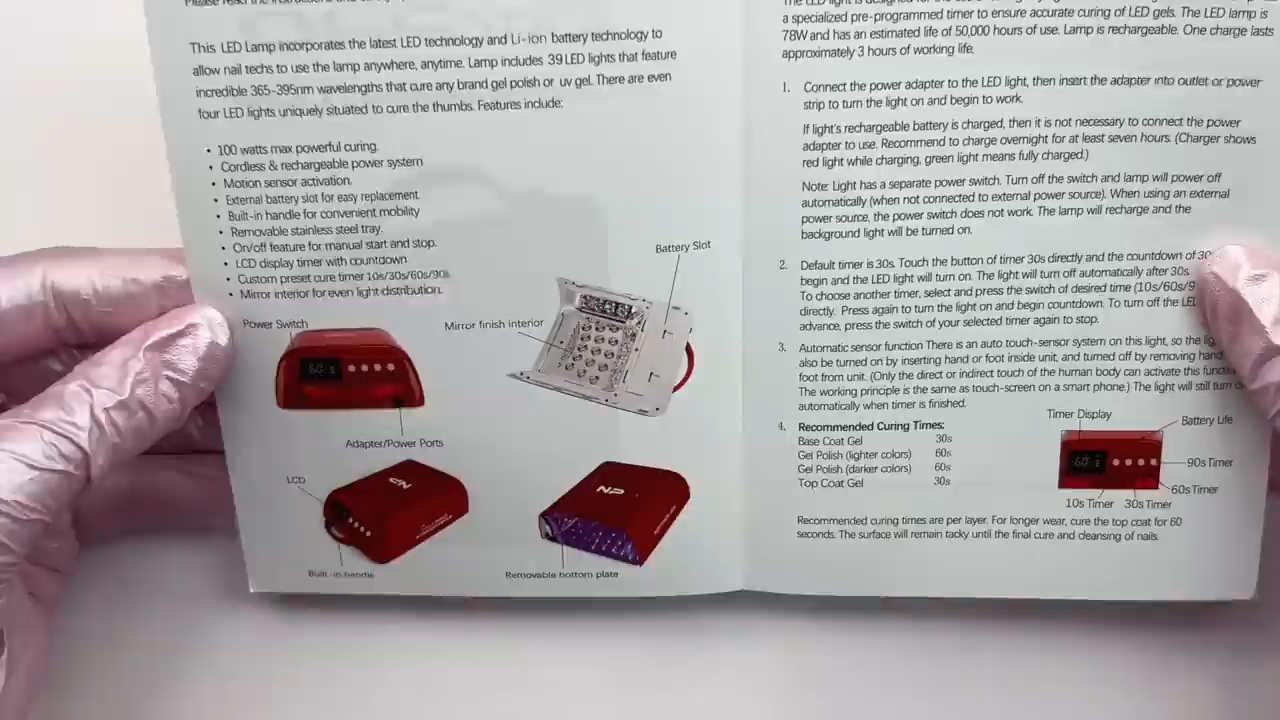 Please read the instructions and
This LED Lamp incorporates the latest LED technology and Li-ion battery technology to
allow nail techs to use the lamp anywhere, anytime. Lamp includes 39 LED lights that feature
incredible 365-395nm wavelengths that cure any brand gel polish or uv gel. There are even
four LED lights uniquely situated to cure the thumbs. Features include:
• 100 watts max powerful curing.
• Cordless & rechargeable power system
• Motion sensor activation.
• External battery slot for easy replacement.
• Built-in handle for convenient mobility
• Removable stainless steel tray.
• On/off feature for manual start and stop.
• LCD display timer with countdown
• Custom preset cure timer 10s/30s/60s/90s.
• Mirror interior for even light distribution.
Battery Slot
Power Switch
Mirror finish interior
60
Adapter/Power Ports
LCD
NP
NP
Built-in handle
Removable bottom plate
The LED light is designed for the
a specialized pre-programmed timer to ensure accurate curing of LED gels. The LED lamp is
78W and has an estimated life of 50,000 hours of use. Lamp is rechargeable. One charge lasts
approximately 3 hours of working life.
1. Connect the power adapter to the LED light, then insert the adapter into outlet or power
strip to turn the light on and begin to work.
If light's rechargeable battery is charged, then it is not necessary to connect the power
adapter to use. Recommend to charge overnight for at least seven hours. (Charger shows
red light while charging, green light means fully charged.)
Note: Light has a separate power switch. Turn off the switch and lamp will power off
automatically (when not connected to external power source). When using an external
power source, the power switch does not work. The lamp will recharge and the
background light will be turned on.
2. Default timer is 30s. Touch the button of timer 30s directly and the countdown of 30
begin and the LED light will turn on. The light will turn off automatically after 30s.
To choose another timer, select and press the switch of desired time (10s/60s/9
directly. Press again to turn the light on and begin countdown. To turn off the LED
advance, press the switch of your selected timer again to stop.
3. Automatic sensor function There is an auto touch-sensor system on this light, so the lig
also be turned on by inserting hand or foot inside unit, and turned off by removing hand
foot from unit. (Only the direct or indirect touch of the human body can activate this function.
The working principle is the same as touch-screen on a smart phone.) The light will still turn
automatically when timer is finished.
4. Recommended Curing Times:
Base Coat Gel 30s
Gel Polish (lighter colors) 60s
Gel Polish (darker colors) 60s
Top Coat Gel 30s
Timer Display
Battery Life
60
90s Timer
60s Timer
10s Timer 30s Timer
Recommended curing times are per layer. For longer wear, cure the top coat for 60
seconds. The surface will remain tacky until the final cure and cleansing of nails.